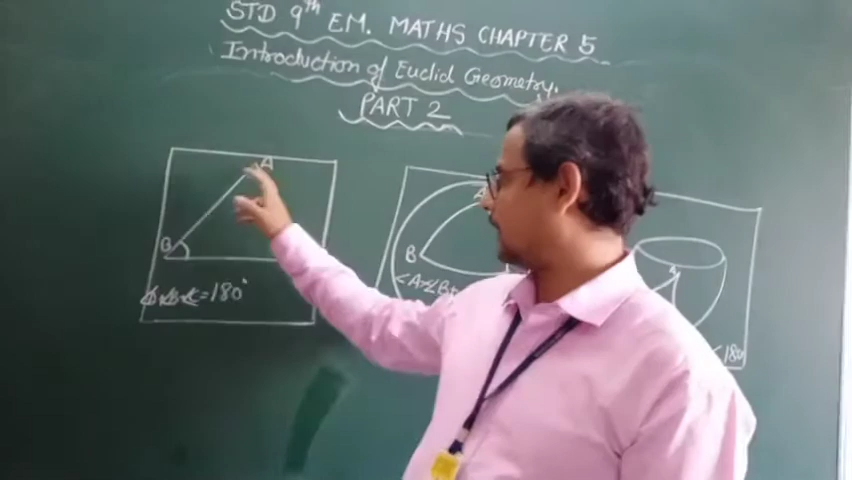 STD 9th EM. MATHS CHAPTER 5
Introduction of Euclid Geometry.
PART 2
A
B
= 180°
A
B
<A+<B+
A
< 180